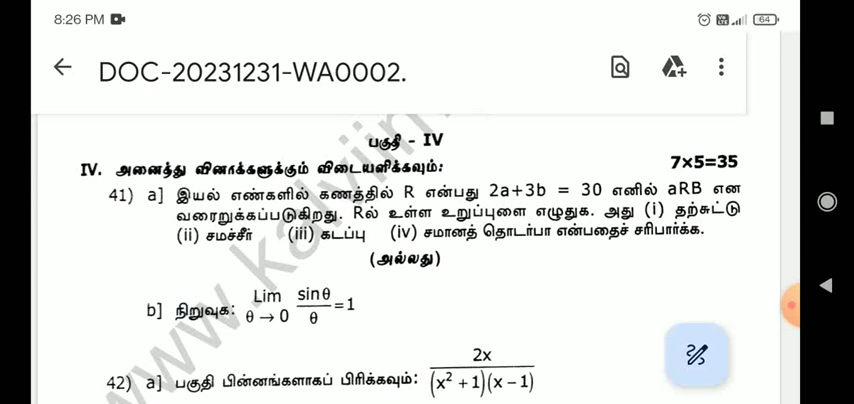 8:26 PM
64
DOC-20231231-WA0002.
பகுதி - IV
IV. அனைத்து வினாக்களுக்கும் விடையளிக்கவும்: 7×5=35
41) a] இயல் எண்களில் கணத்தில் R என்பது 2a+3b = 30 எனில் aRB என
வரைறுக்கப்படுகிறது. Rல் உள்ள உறுப்புளை எழுதுக. அது (i) தற்சுட்டு
(ii) சமச்சீர் (iii) கடப்பு (iv) சமானத் தொடர்பா என்பதைச் சரிபார்க்க.
(அல்லது)
b] நிறுவுக: Lim θ → 0 sinθ/θ =1
42) a] பகுதி பின்னங்களாகப் பிரிக்கவும்: 2x/(x² +1)(x −1)